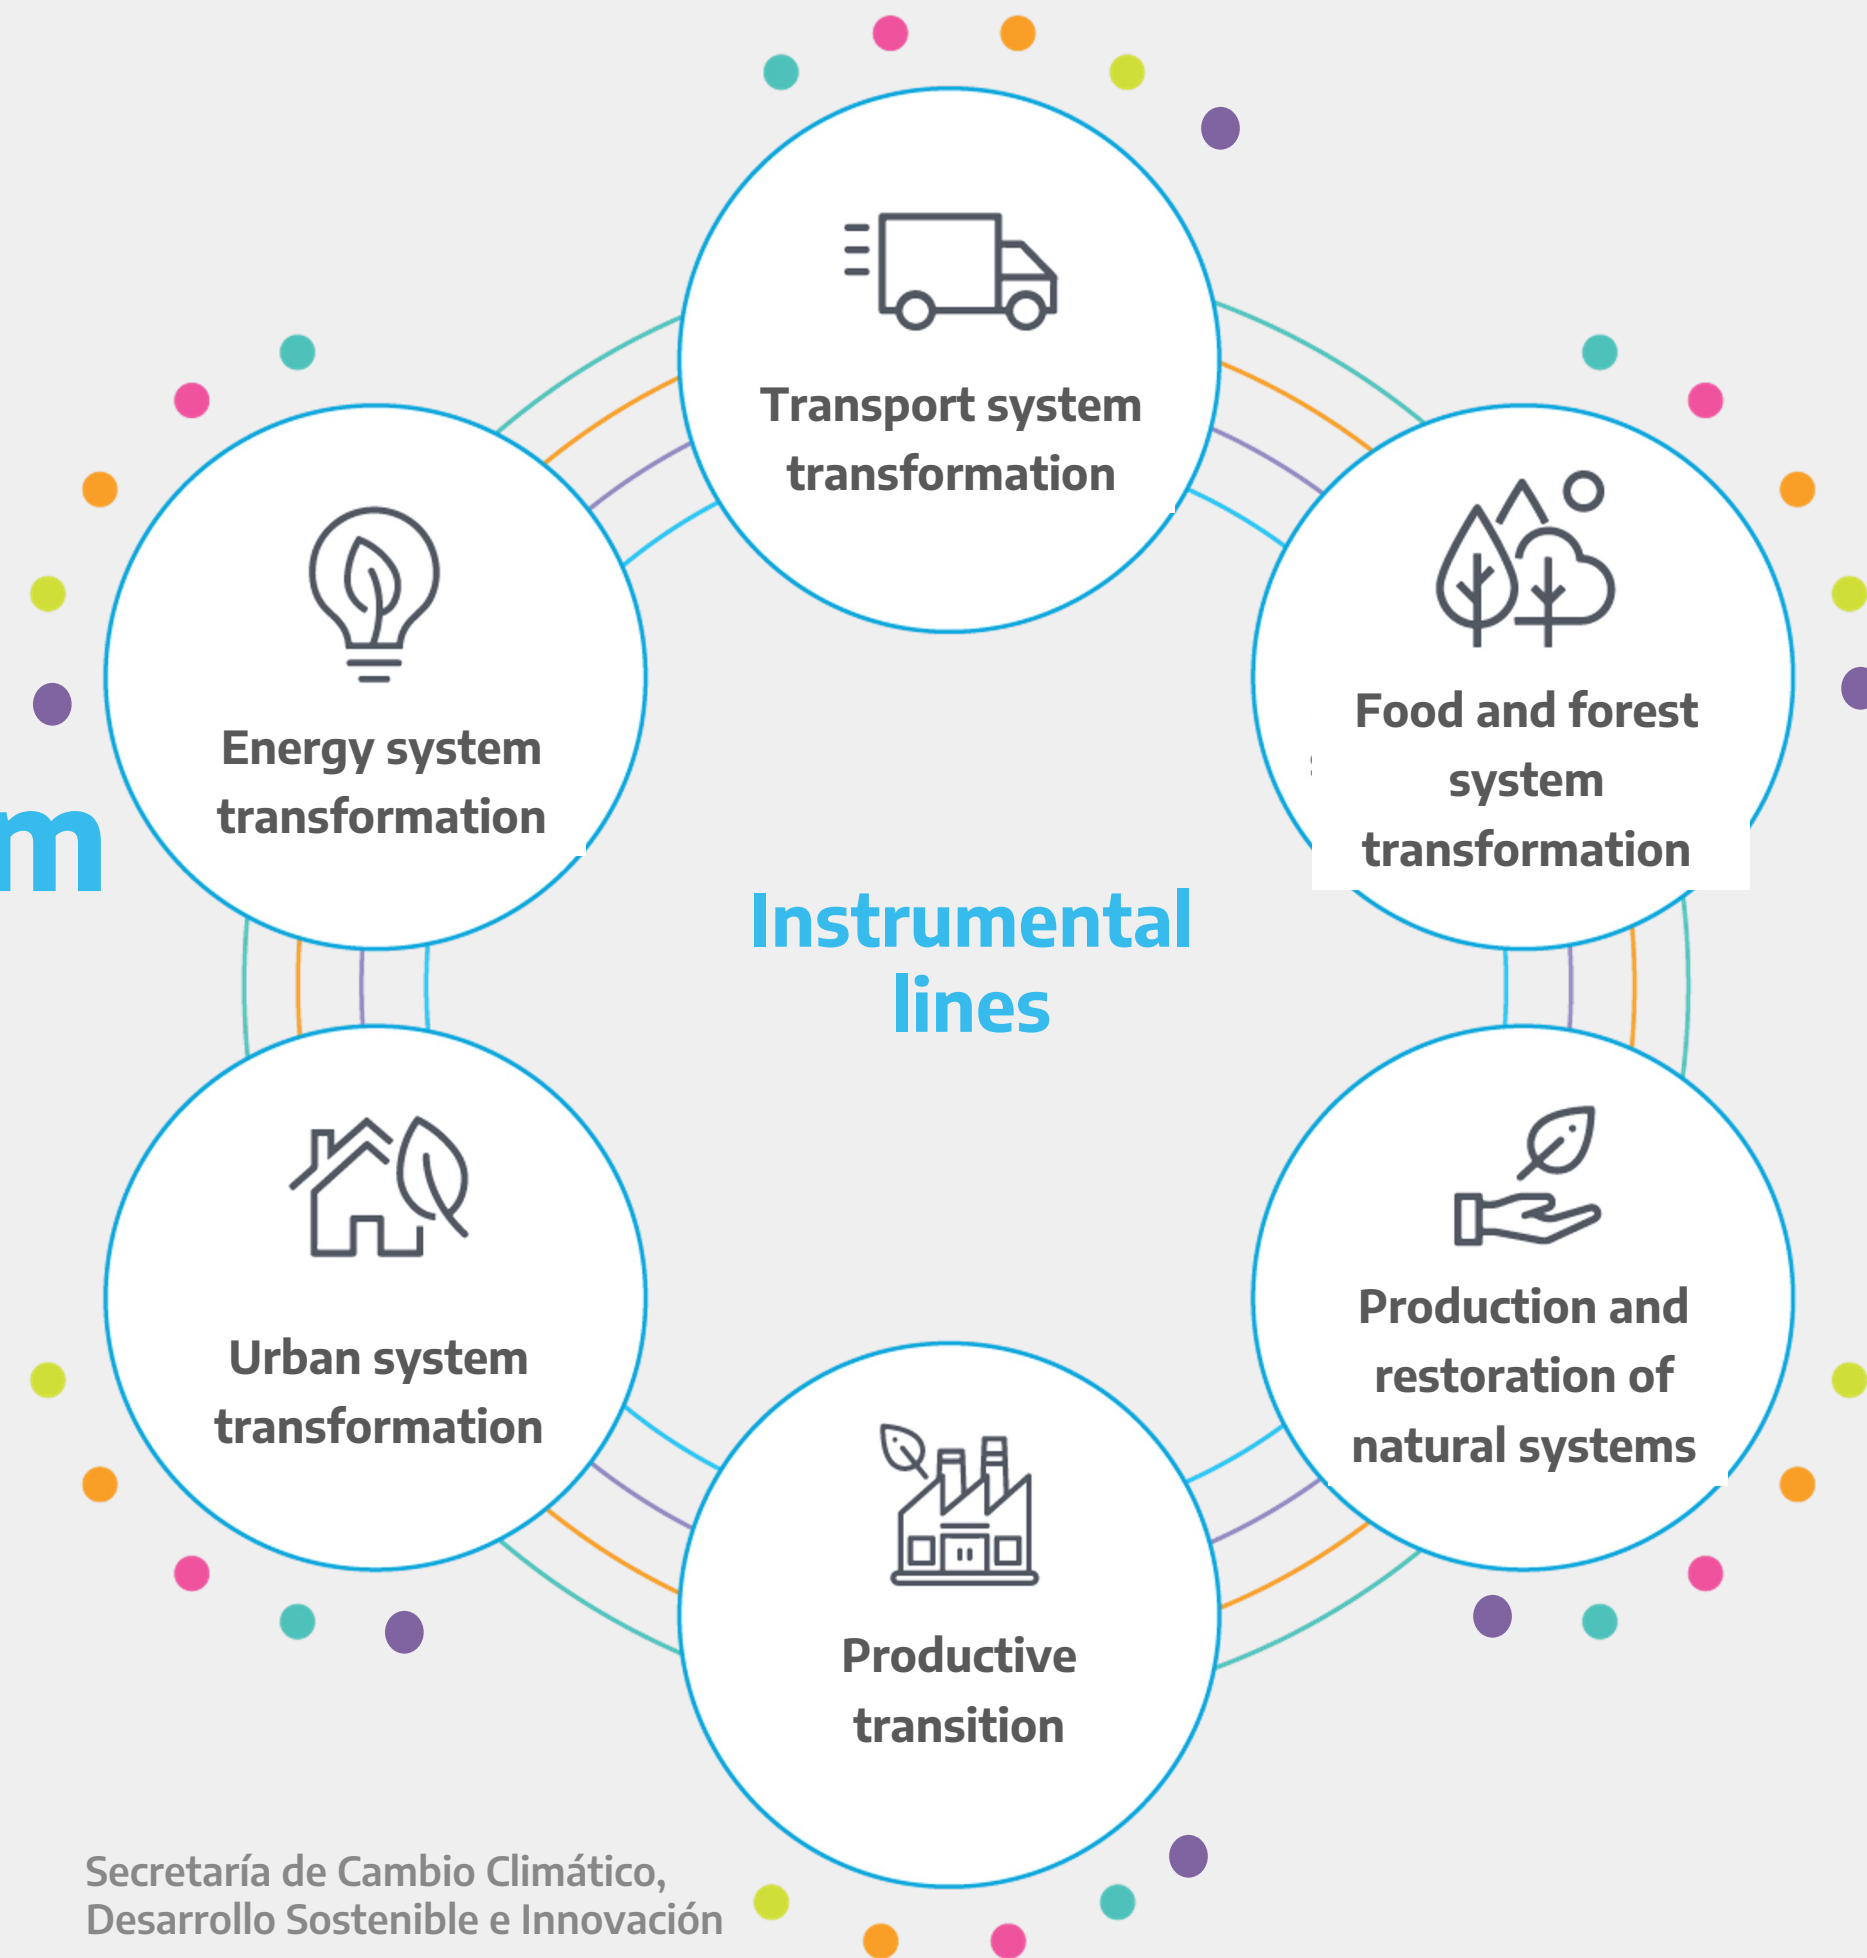 Transport system
transformation
Energy system
transformation
Food and forest
system
transformation
m
Instrumental
lines
Urban system
transformation
Production and
restoration of
natural systems
Productive
transition
Secretaría de Cambio Climático,
Desarrollo Sostenible e Innovación